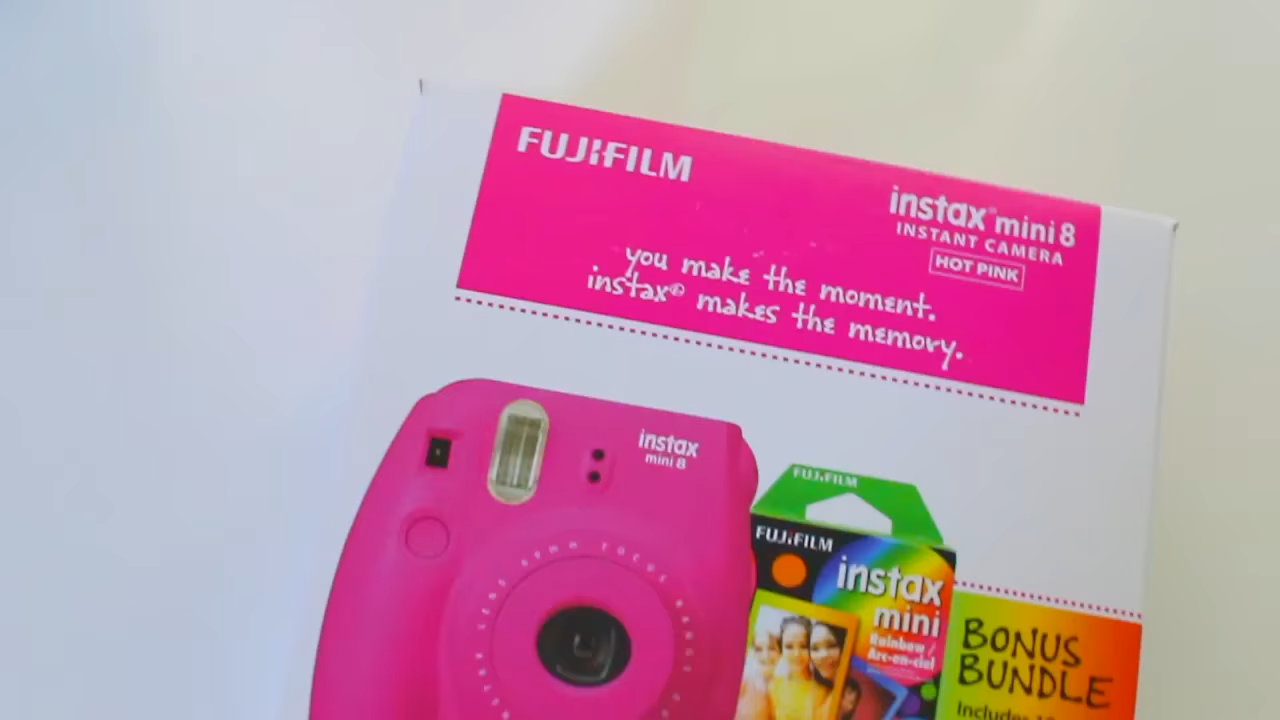 FUJIFILM
instax® mini 8
INSTANT CAMERA
HOT PINK
you make the moment.
instax® makes the memory.
instax
mini 8
FUJIFILM
FUJIFILM
instax
mini
Rainbow /
Arc-en-ciel
BONUS
BUNDLE
Includes